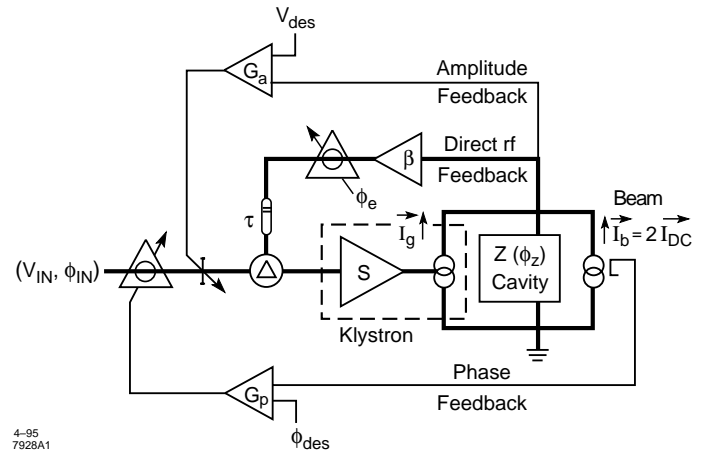 V_des
G_a
Amplitude
Feedback
β
Direct rf
Feedback
ϕ_e
τ
Beam
I_g
I_b = 2 I_DC
(V_IN, ϕ_IN)
Δ
S
Z (ϕ_z)
Cavity
Klystron
Phase
Feedback
G_p
ϕ_des
4–95
7928A1